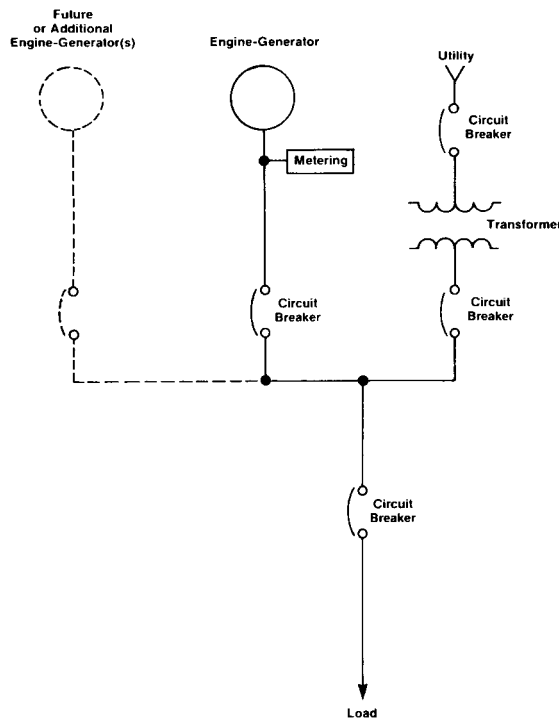 Future
or Additional
Engine-Generator(s)
Engine-Generator
Utility
Circuit
Breaker
Metering
Transformer
Circuit
Breaker
Circuit
Breaker
Circuit
Breaker
Load